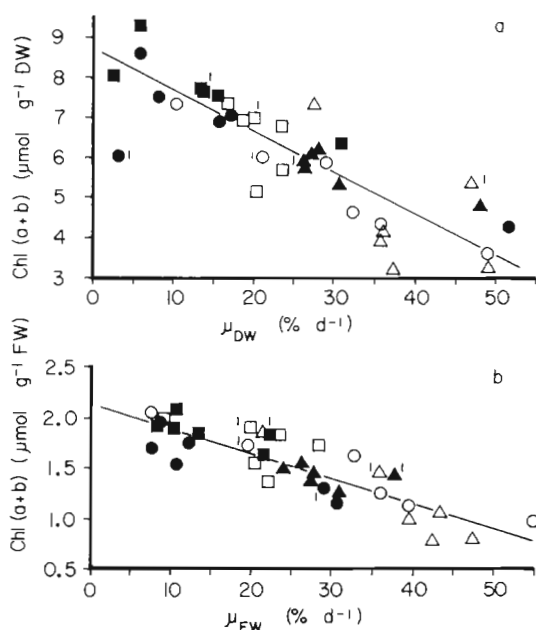 a
Chl (a+b) (μmol g⁻¹ DW)
9
8
7
6
5
4
3
0 10 20 30 40 50
μDW (% d⁻¹)
b
Chl (a+b) (μmol g⁻¹ FW)
2.5
2.0
1.5
1.0
0.5
0 10 20 30 40 50
μFW (% d⁻¹)